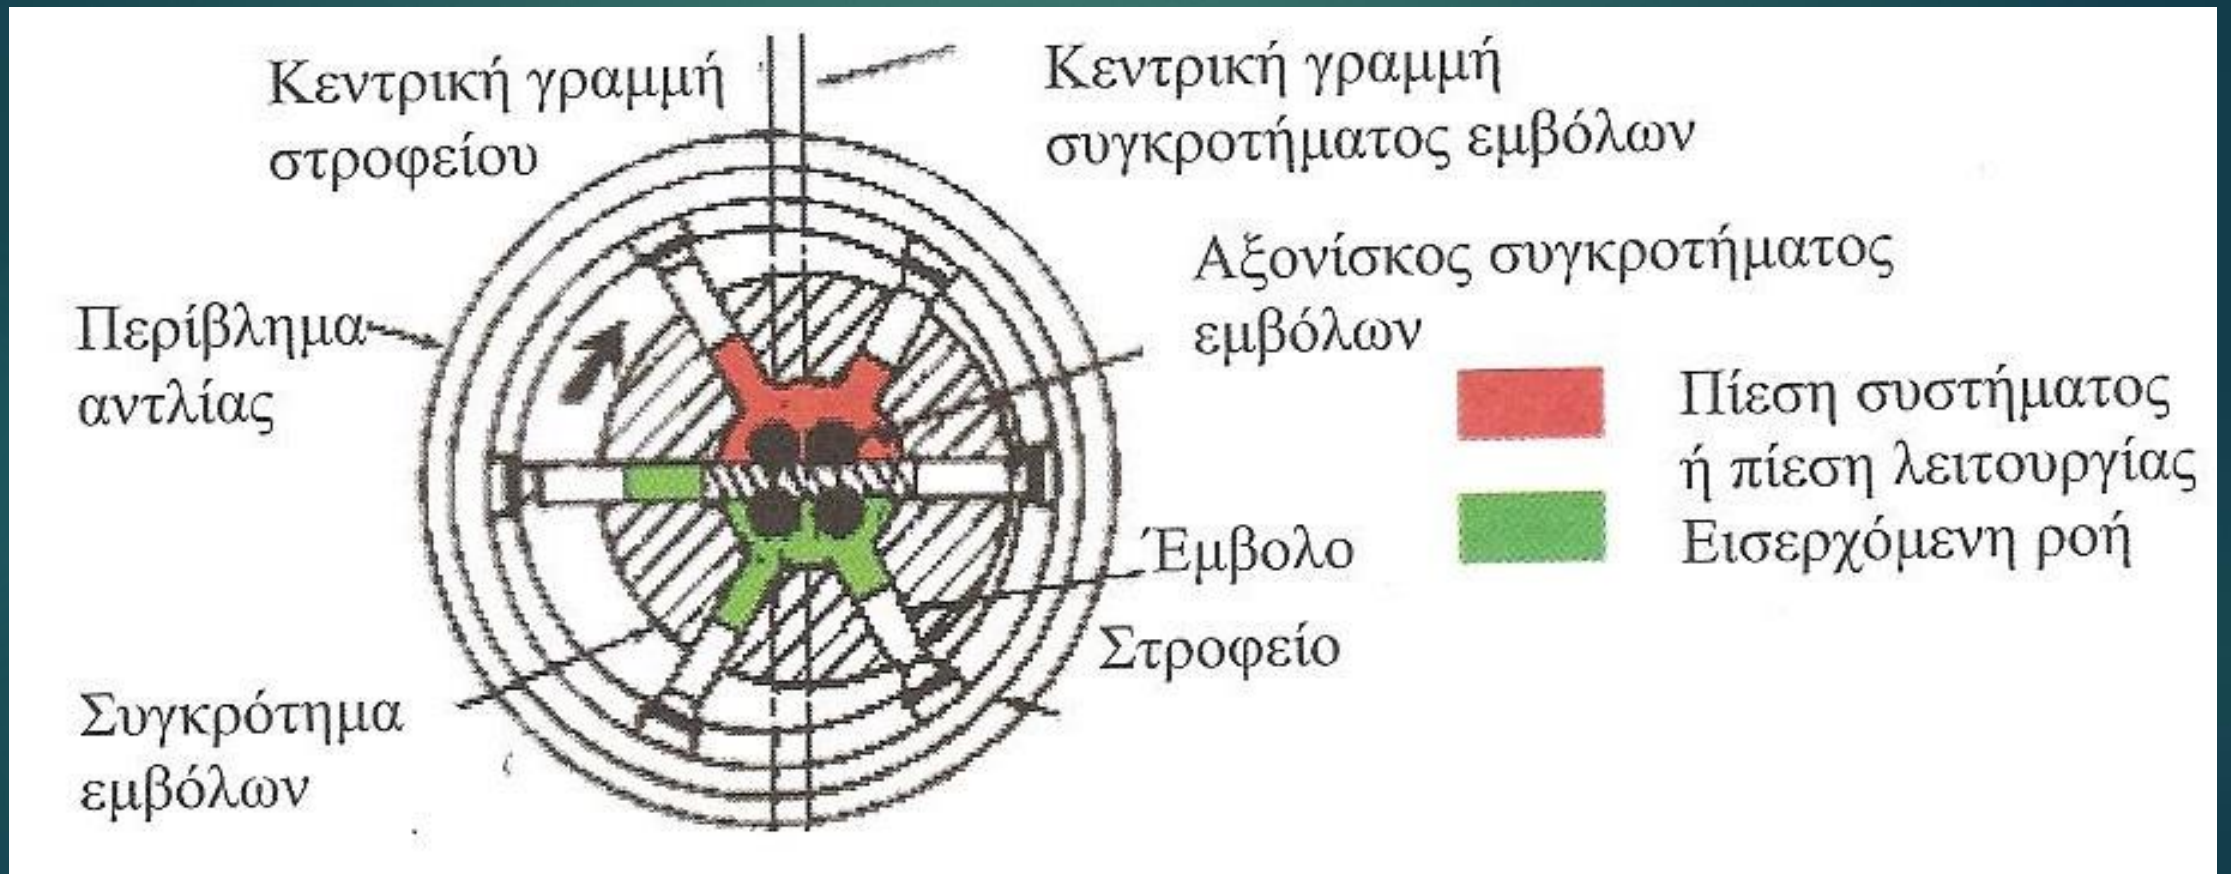 Κεντρική γραμμή
στροφείου
Κεντρική γραμμή
συγκροτήματος εμβόλων
Αξονίσκος συγκροτήματος
εμβόλων
Περίβλημα
αντλίας
Πίεση συστήματος
ή πίεση λειτουργίας
Εισερχόμενη ροή
Έμβολο
Στροφείο
Συγκρότημα
εμβόλων